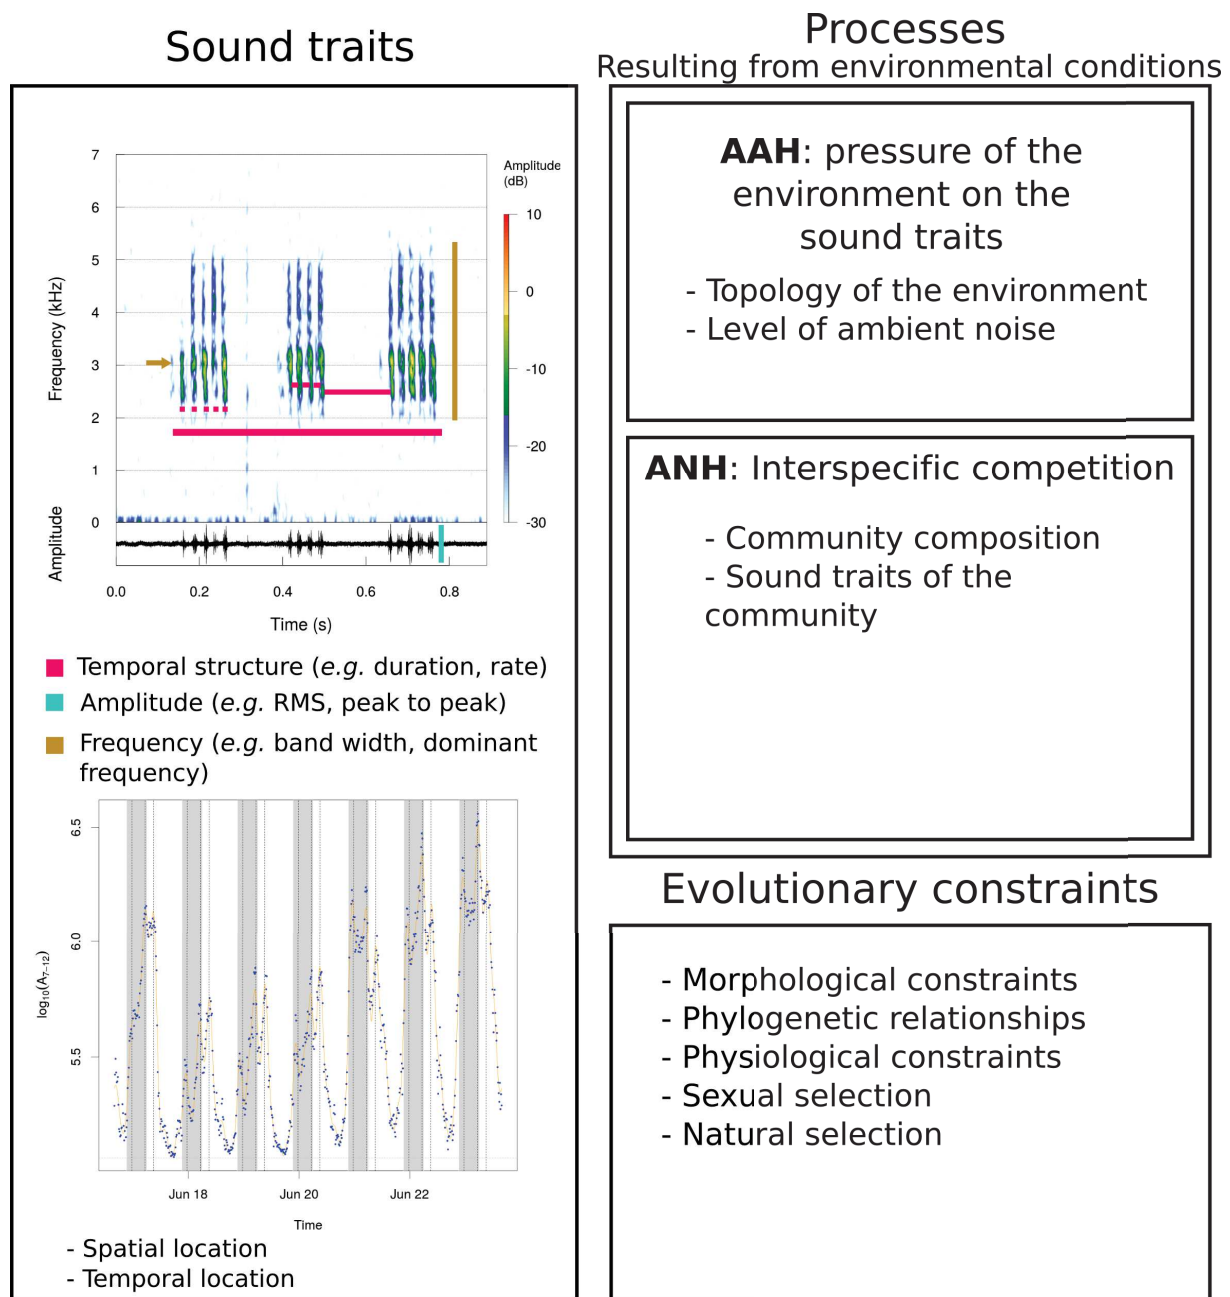 Sound traits
7
6
5
4
3
2
1
0
Frequency (kHz)
Amplitude
(dB)
10
0
-10
-20
-30
Amplitude
0.0
0.2
0.4
0.6
0.8
Time (s)
Temporal structure (e.g. duration, rate)
Amplitude (e.g. RMS, peak to peak)
Frequency (e.g. band width, dominant
frequency)
6.5
6.0
5.5
log10(A7−12)
Jun 18
Jun 20
Jun 22
Time
- Spatial location
- Temporal location
Processes
Resulting from environmental conditions
AAH: pressure of the
environment on the
sound traits
- Topology of the environment
- Level of ambient noise
ANH: Interspecific competition
- Community composition
- Sound traits of the
community
Evolutionary constraints
- Morphological constraints
- Phylogenetic relationships
- Physiological constraints
- Sexual selection
- Natural selection